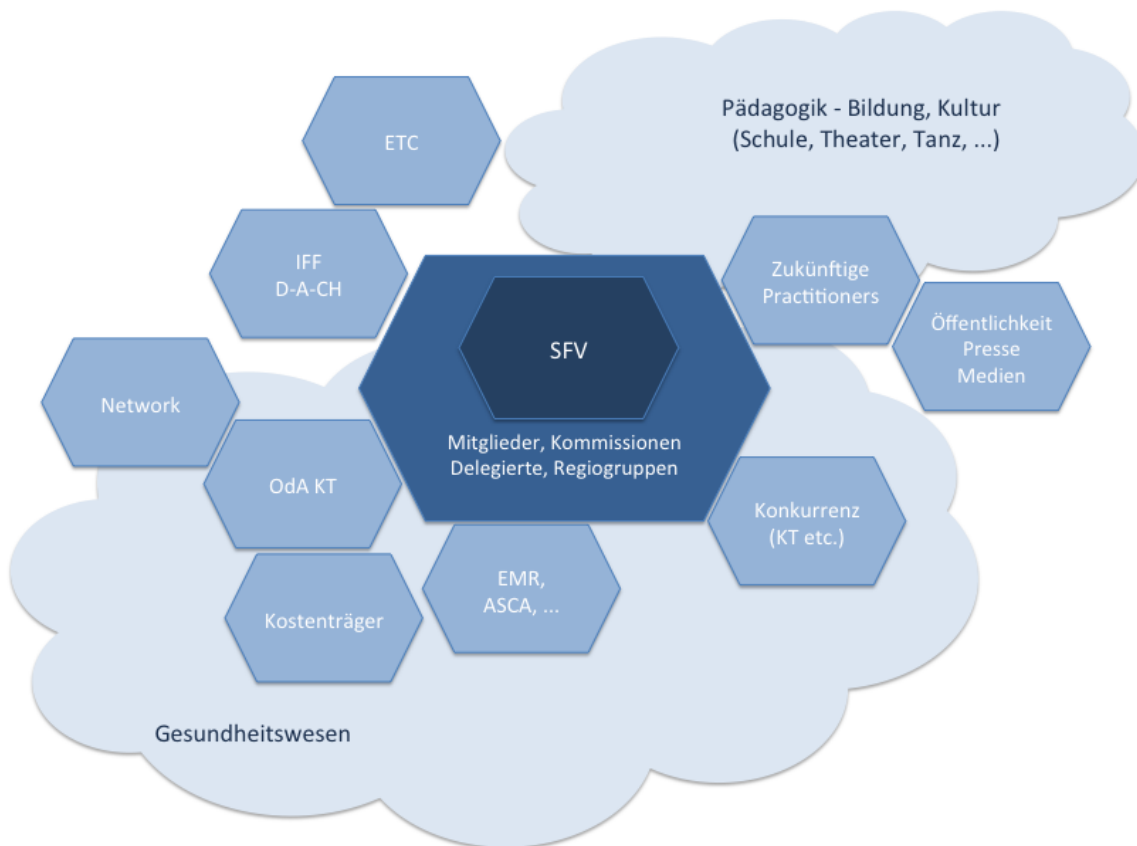 Pädagogik - Bildung, Kultur
(Schule, Theater, Tanz, ...)
ETC
IFF
D-A-CH
Zukünftige
Practitioners
Öffentlichkeit
Presse
Medien
SFV
Mitglieder, Kommissionen
Delegierte, Regiogruppen
Network
OdA KT
Konkurrenz
(KT etc.)
EMR,
ASCA, ...
Kostenträger
Gesundheitswesen